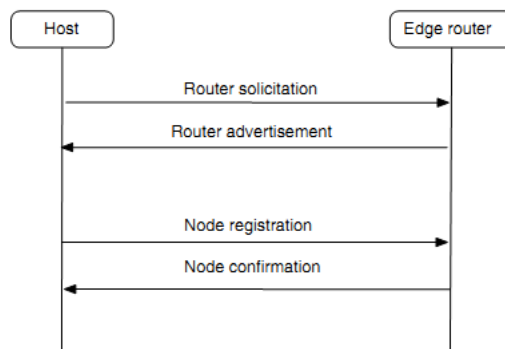 Host
Edge router
Router solicitation
Router advertisement
Node registration
Node confirmation